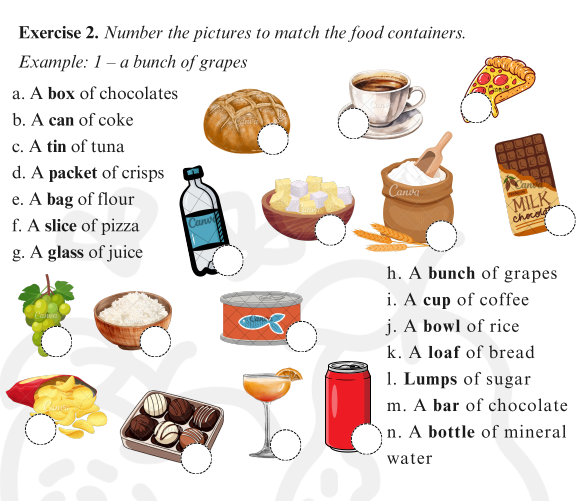 Exercise 2. Number the pictures to match the food containers.
Example: 1 – a bunch of grapes
a. A box of chocolates
b. A can of coke
c. A tin of tuna
d. A packet of crisps
e. A bag of flour
f. A slice of pizza
g. A glass of juice
Canva
Canva
MILK
h. A bunch of grapes
i. A cup of coffee
j. A bowl of rice
k. A loaf of bread
l. Lumps of sugar
m. A bar of chocolate
n. A bottle of mineral
water